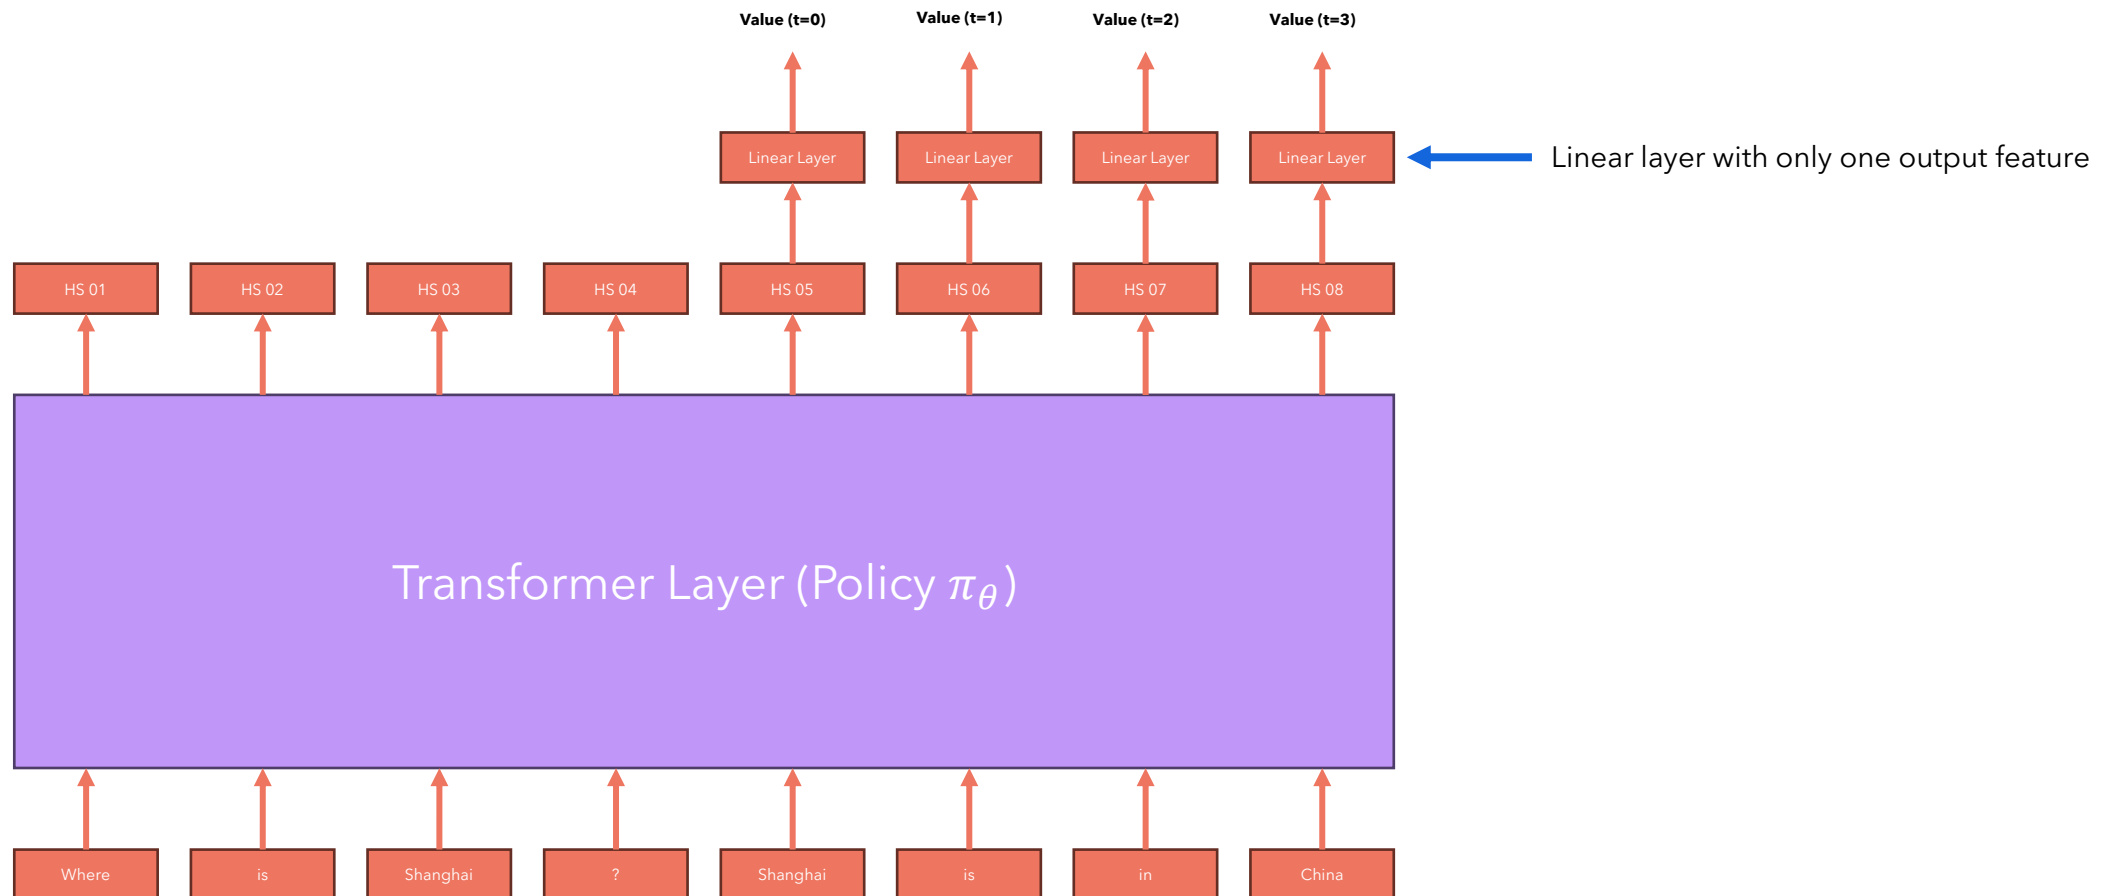 Value (t=0) Value (t=1) Value (t=2) Value (t=3)
Linear Layer Linear Layer Linear Layer Linear Layer Linear layer with only one output feature
HS 01 HS 02 HS 03 HS 04 HS 05 HS 06 HS 07 HS 08
Transformer Layer (Policy π_θ)
Where is Shanghai ? Shanghai is in China